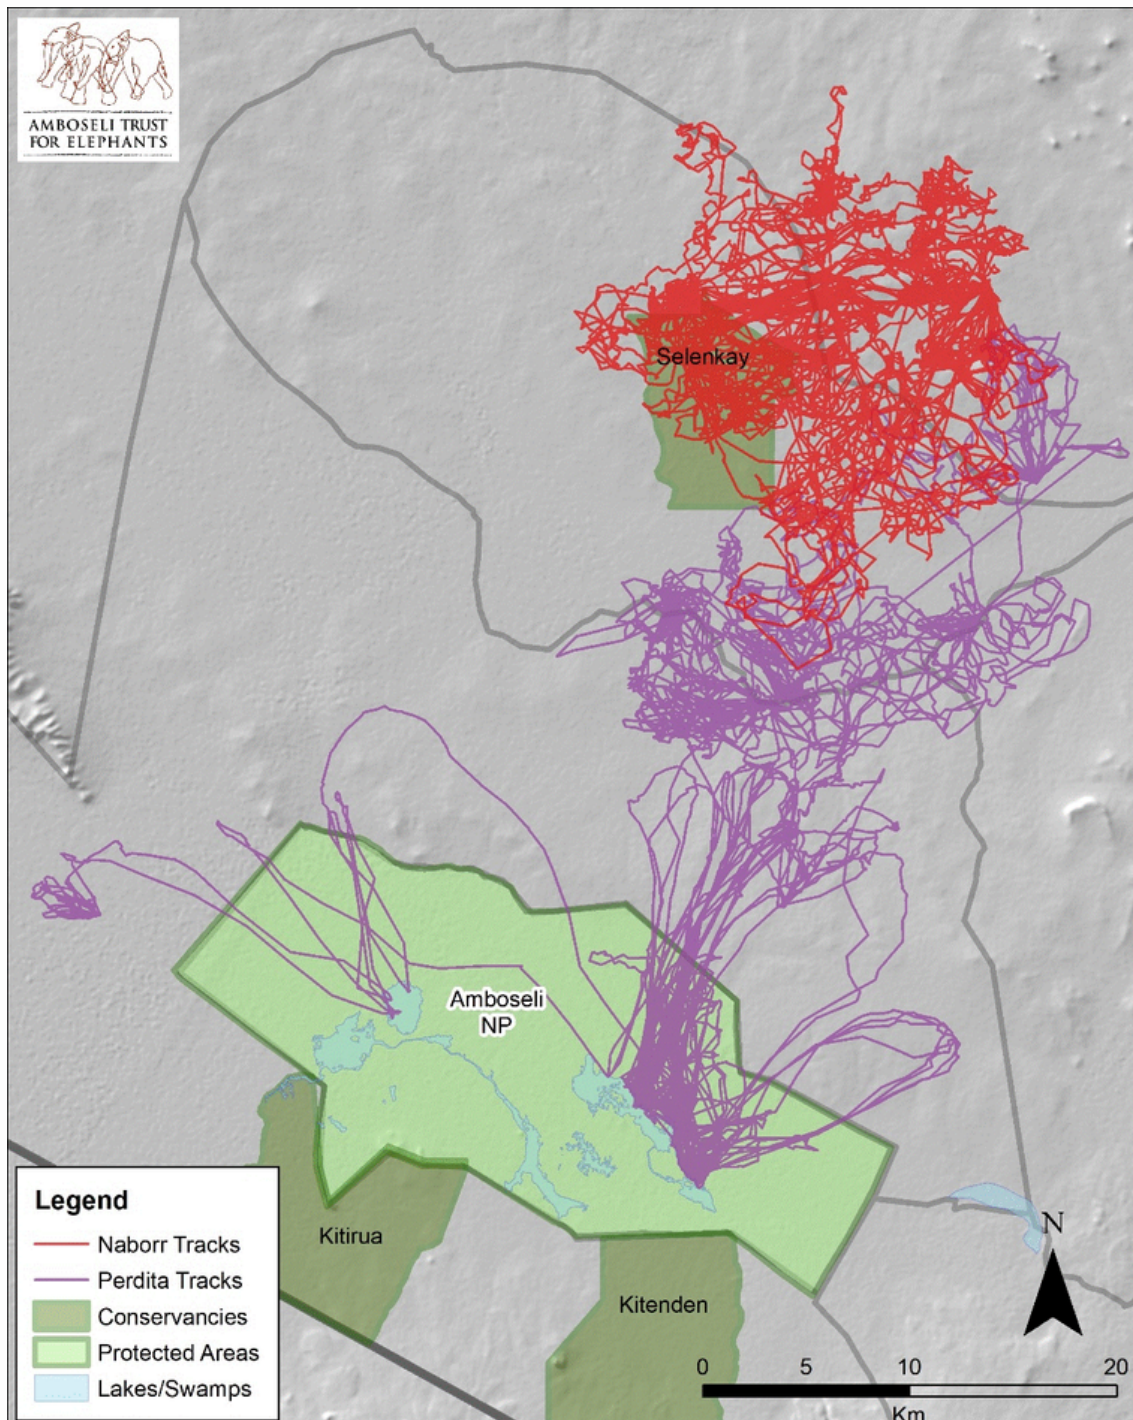 AMBOSELI TRUST
FOR ELEPHANTS
Selenkay
Amboseli
NP
Kitirua
Kitenden
Legend
Naborr Tracks
Perdita Tracks
Conservancies
Protected Areas
Lakes/Swamps
N
0 5 10 20
Km